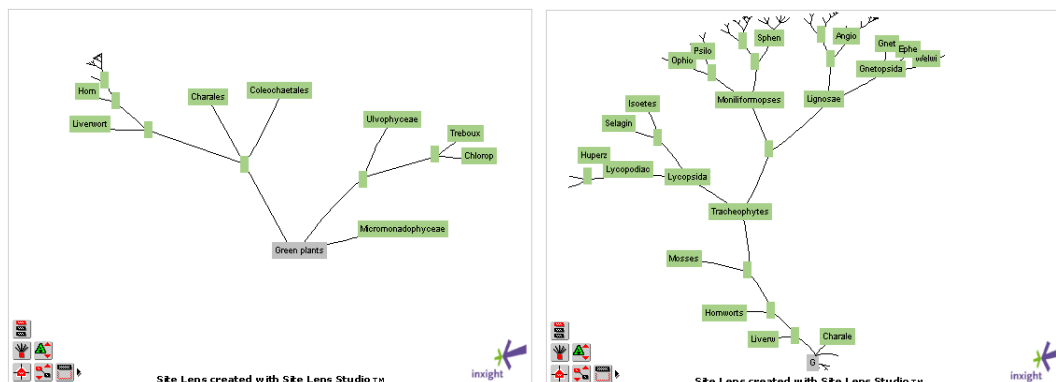 Horn
Liverwort
Charales
Coleochaetales
Ulvophyceae
Treboux
Chlorop
Micromonadophyceae
Green plants
inxight
Site Lens created with Site Lens Studio TM
Sphen
Angio
Psilo
Ophio
Gnet
Ephe
Welwi
Gnetopsida
Moniliformopses
Lignosae
Isoetes
Selagin
Huperz
Lycopodiac
Lycopsida
Tracheophytes
Mosses
Hornworts
Liverw
Charale
G
inxight
Site Lens created with Site Lens Studio TM